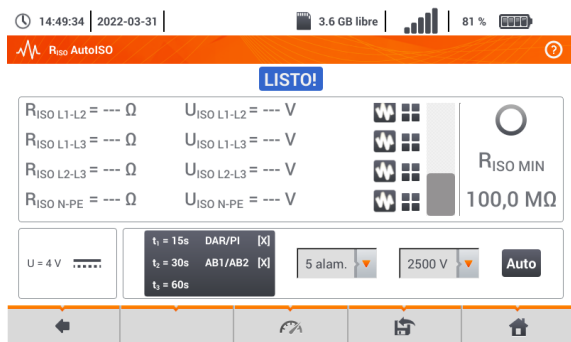 14:49:34 2022-03-31 3.6 GB libre 81 %
RISO AutoISO
LISTO!
RISO L1-L2 = --- Ω UISO L1-L2 = --- V
RISO L1-L3 = --- Ω UISO L1-L3 = --- V
RISO L2-L3 = --- Ω UISO L2-L3 = --- V
RISO N-PE = --- Ω UISO N-PE = --- V
RISO MIN
100,0 MΩ
U = 4 V
t1 = 15s DAR/PI [X]
t2 = 30s AB1/AB2 [X]
t3 = 60s
5 alam. 2500 V Auto